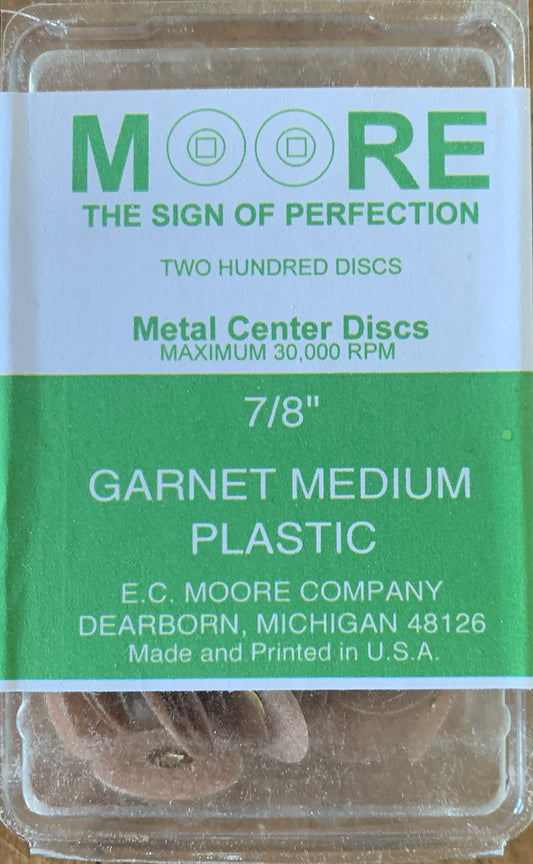 MOORE
THE SIGN OF PERFECTION
TWO HUNDRED DISCS
Metal Center Discs
MAXIMUM 30,000 RPM
7/8"
GARNET MEDIUM
PLASTIC
E.C. MOORE COMPANY
DEARBORN, MICHIGAN 48126
Made and Printed in U.S.A.